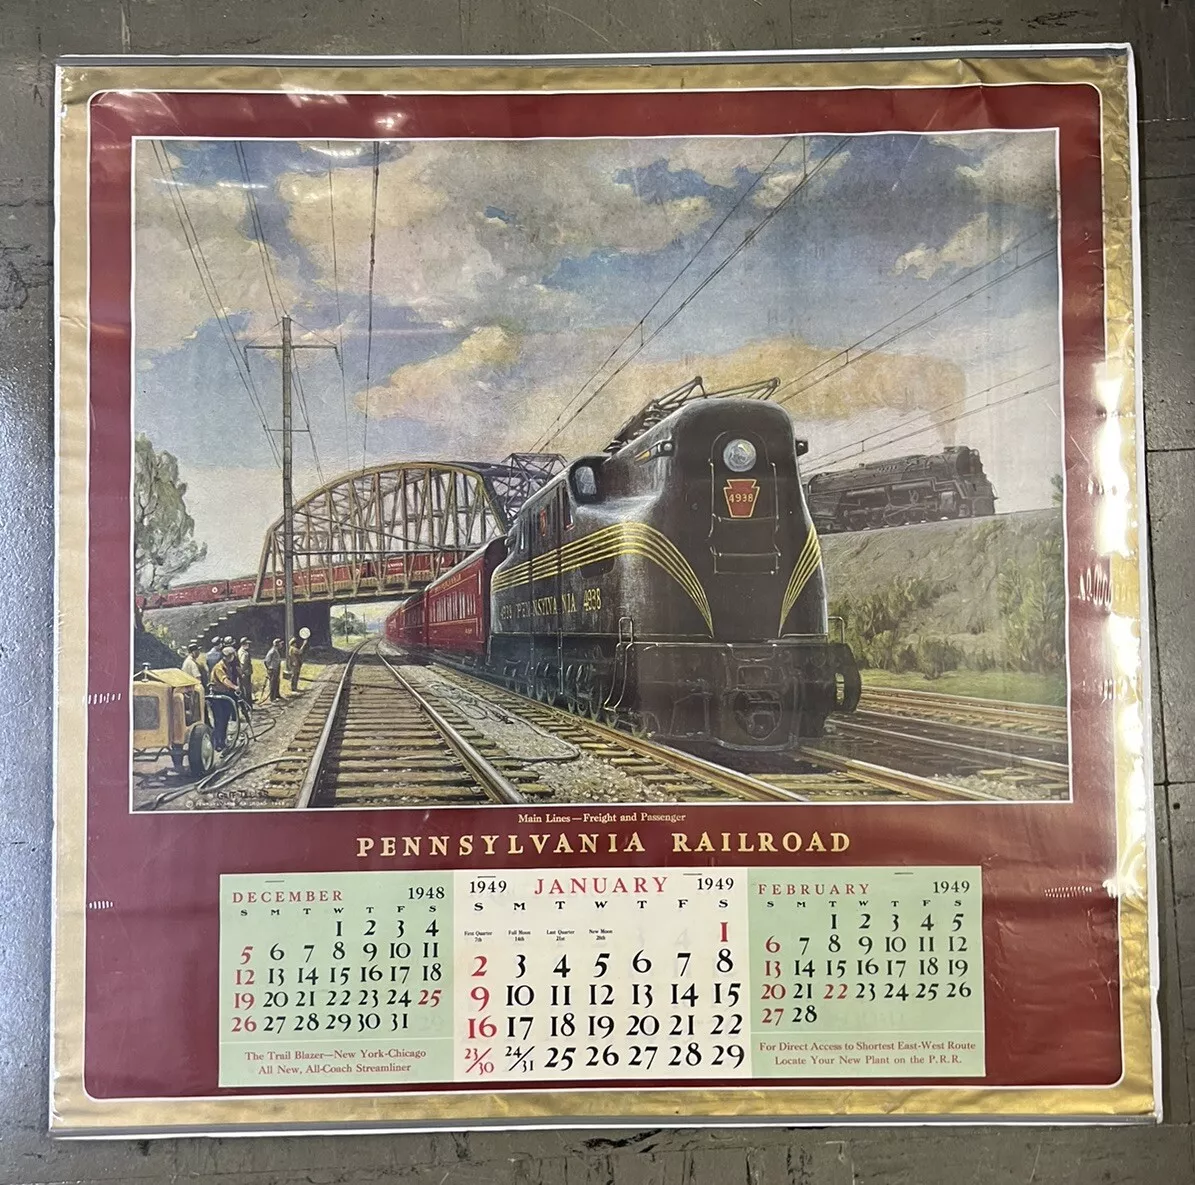 4938
4938 PENNSYLVANIA 4938
Main Lines—Freight and Passenger
PENNSYLVANIA RAILROAD
DECEMBER 1948
S M T W T F S
1 2 3 4
5 6 7 8 9 10 11
12 13 14 15 16 17 18
19 20 21 22 23 24 25
26 27 28 29 30 31
The Trail Blazer—New York-Chicago
All New, All-Coach Streamliner
1949 JANUARY 1949
S M T W T F S
First Quarter 7th Full Moon 14th Last Quarter 21st New Moon 28th 1
2 3 4 5 6 7 8
9 10 11 12 13 14 15
16 17 18 19 20 21 22
23/30 24/31 25 26 27 28 29
FEBRUARY 1949
S M T W T F S
1 2 3 4 5
6 7 8 9 10 11 12
13 14 15 16 17 18 19
20 21 22 23 24 25 26
27 28
For Direct Access to Shortest East-West Route
Locate Your New Plant on the P.R.R.